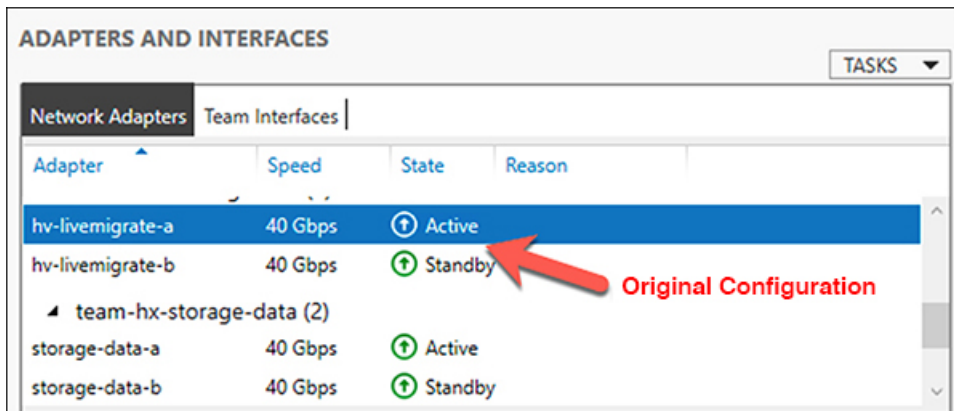 ADAPTERS AND INTERFACES
TASKS
Network Adapters Team Interfaces
Adapter Speed State Reason
hv-livemigrate-a 40 Gbps Active
hv-livemigrate-b 40 Gbps Standby
Original Configuration
team-hx-storage-data (2)
storage-data-a 40 Gbps Active
storage-data-b 40 Gbps Standby